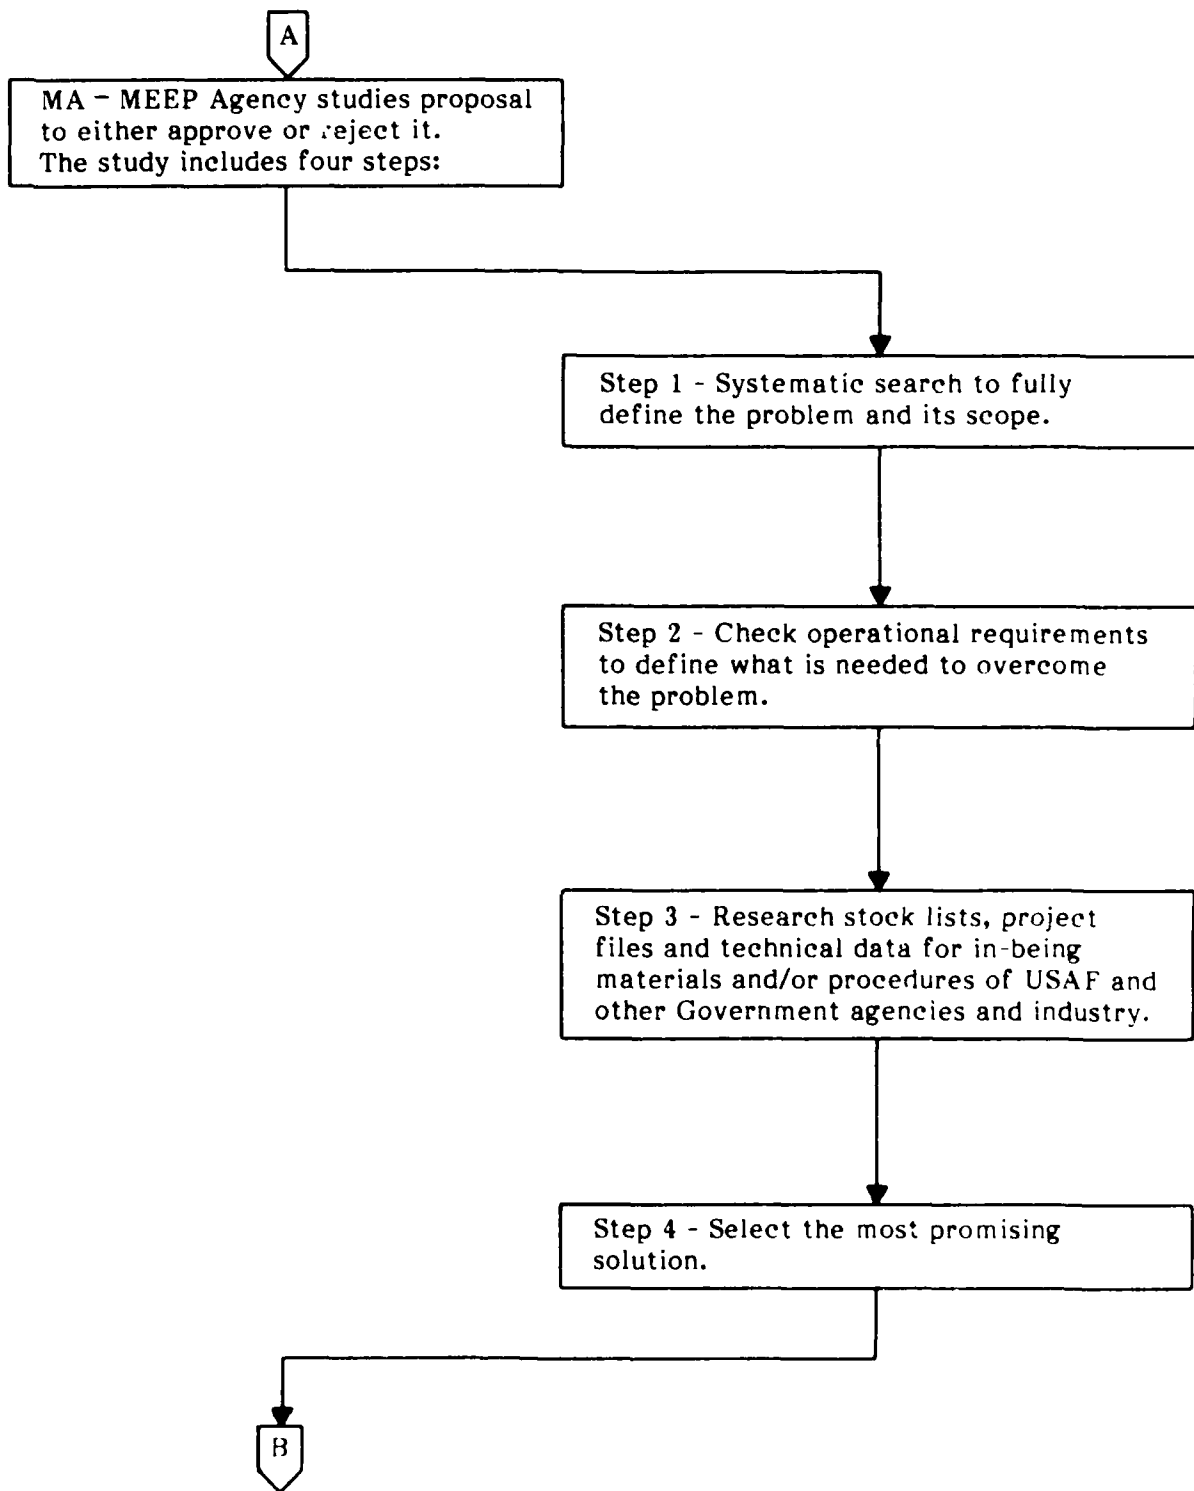 A
MA - MEEP Agency studies proposal
to either approve or reject it.
The study includes four steps:
Step 1 - Systematic search to fully
define the problem and its scope.
Step 2 - Check operational requirements
to define what is needed to overcome
the problem.
Step 3 - Research stock lists, project
files and technical data for in-being
materials and/or procedures of USAF and
other Government agencies and industry.
Step 4 - Select the most promising
solution.
B